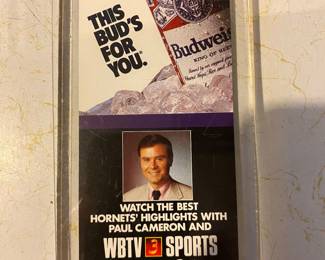 THIS
BUD'S
FOR
YOU.®
Budweiser
KING OF BEERS
WATCH THE BEST
HORNETS' HIGHLIGHTS WITH
PAUL CAMERON AND
WBTV 3 SPORTS